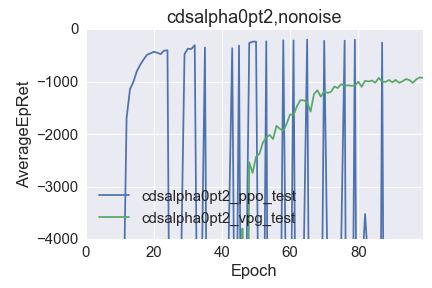 cdsalpha0pt2,nonoise
0
−1000
−2000
−3000
−4000
AverageEpRet
cdsalpha0pt2_ppo_test
cdsalpha0pt2_vpg_test
0 20 40 60 80
Epoch